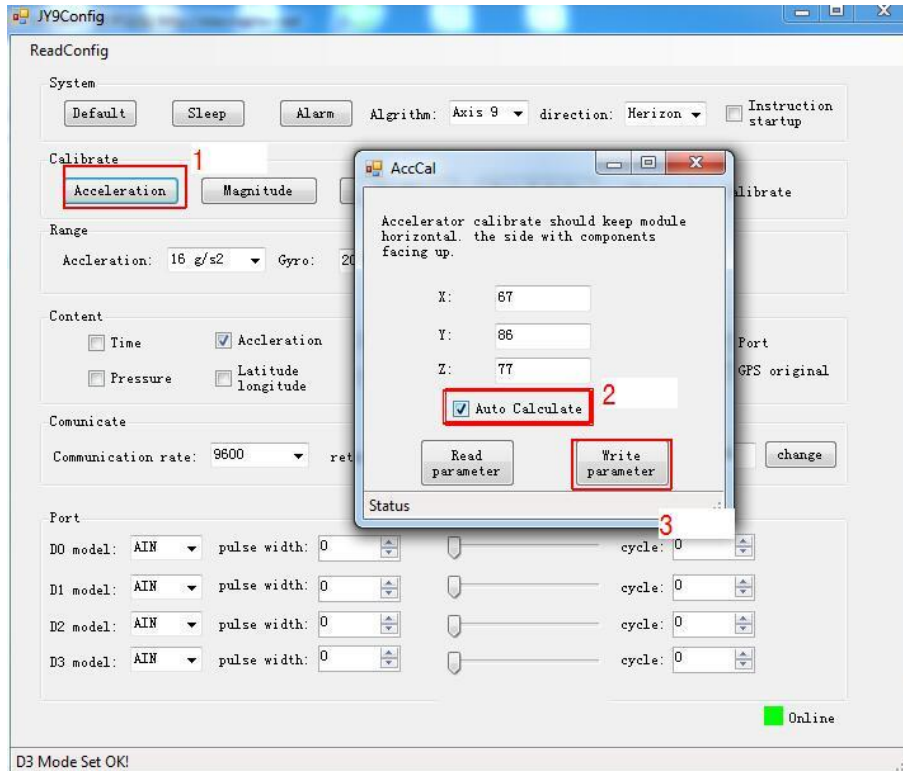 JY9Config
ReadConfig
System
Default Sleep Alarm Algrithm: Axis 9 direction: Herizon Instruction startup
Calibrate
1
Acceleration Magnitude librate
Range
Accleration: 16 g/s2 Gyro: 20
Content
Time Accleration Port
Pressure Latitude longitude GPS original
Comunicate
Communication rate: 9600 ret change
AccCal
Accelerator calibrate should keep module
horizontal. the side with components
facing up.
X: 67
Y: 86
Z: 77
Auto Calculate 2
Read parameter Write parameter
Status
3
Port
D0 model: AIN pulse width: 0 cycle: 0
D1 model: AIN pulse width: 0 cycle: 0
D2 model: AIN pulse width: 0 cycle: 0
D3 model: AIN pulse width: 0 cycle: 0
Online
D3 Mode Set OK!